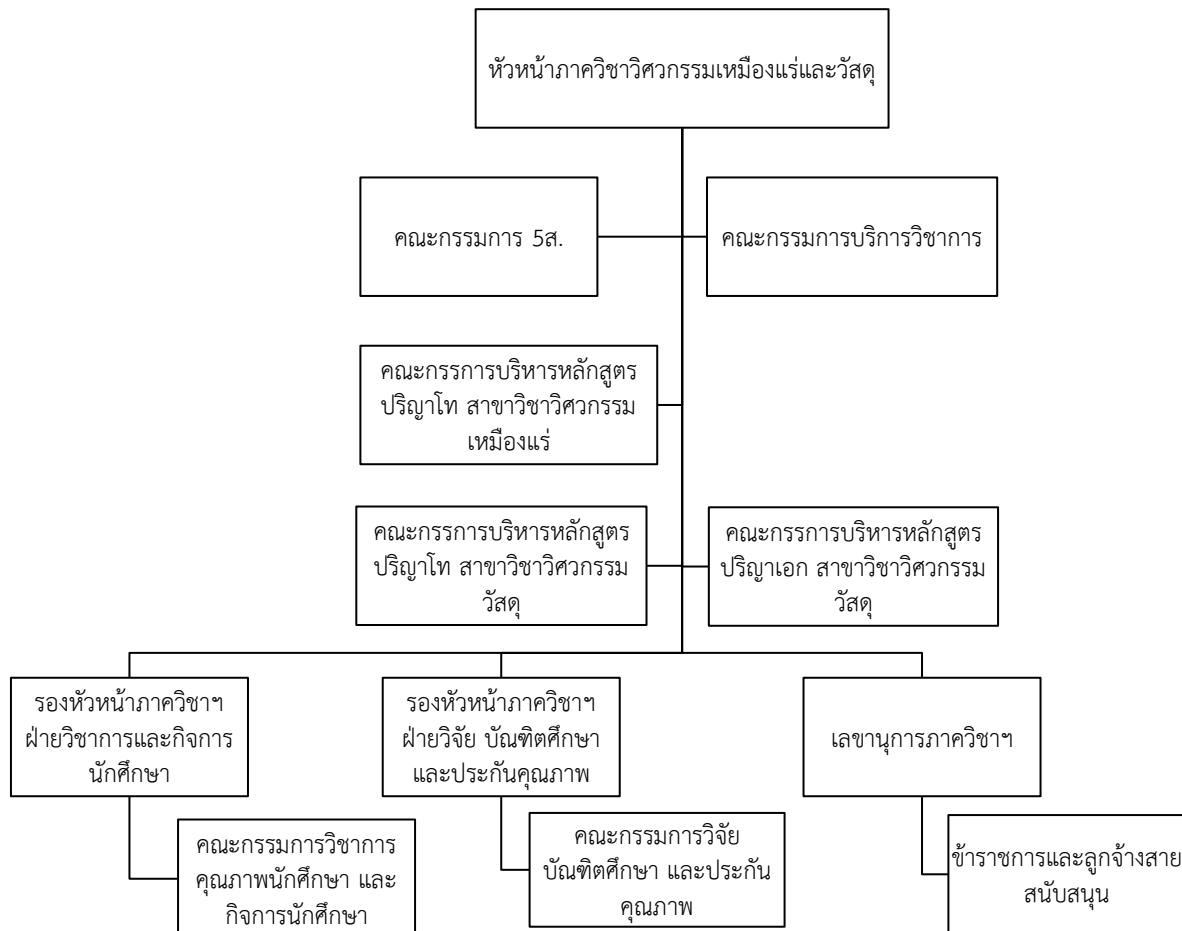 หัวหน้าภาควิชาวิศวกรรมเหมืองแร่และวัสดุ
คณะกรรมการ 5ส.
คณะกรรมการบริการวิชาการ
คณะกรรการบริหารหลักสูตร
ปริญาโท สาขาวิชาวิศวกรรม
เหมืองแร่
คณะกรรการบริหารหลักสูตร
ปริญาโท สาขาวิชาวิศวกรรม
วัสดุ
คณะกรรการบริหารหลักสูตร
ปริญาเอก สาขาวิชาวิศวกรรม
วัสดุ
รองหัวหน้าภาควิชาฯ
ฝ่ายวิชาการและกิจการ
นักศึกษา
รองหัวหน้าภาควิชาฯ
ฝ่ายวิจัย บัณฑิตศึกษา
และประกันคุณภาพ
เลขานุการภาควิชาฯ
คณะกรรมการวิชาการ
คุณภาพนักศึกษา และ
กิจการนักศึกษา
คณะกรรมการวิจัย
บัณฑิตศึกษา และประกัน
คุณภาพ
ข้าราชการและลูกจ้างสาย
สนับสนุน